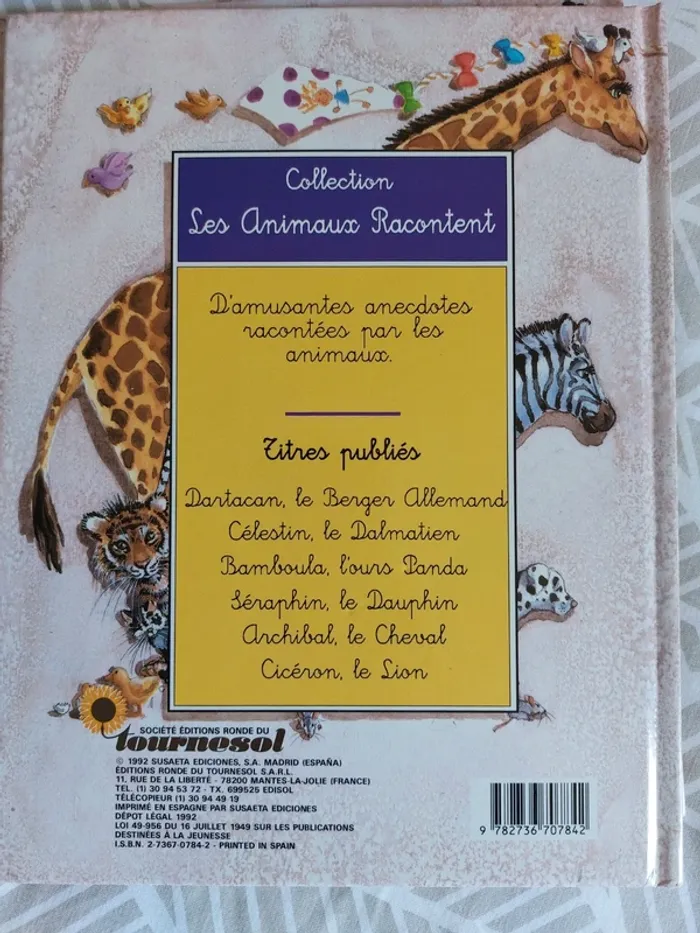 Collection
Les Animaux Racontent
D'amusantes anecdotes
racontées par les
animaux.
Titres publiés
Dartacan, le Berger Allemand
Célestin, le Dalmatien
Bamboula, l'ours Panda
Séraphin, le Dauphin
Archibal, le Cheval
Cicéron, le Lion
SOCIÉTÉ ÉDITIONS RONDE DU
tournesol
© 1992 SUSAETA EDICIONES, S.A. MADRID (ESPAÑA)
ÉDITIONS RONDE DU TOURNESOL S.A.R.L.
11, RUE DE LA LIBERTÉ - 78200 MANTES-LA-JOLIE (FRANCE)
TEL. (1) 30 94 53 72 - TX. 699525 EDISOL
TÉLÉCOPIEUR (1) 30 94 49 19
IMPRIMÉ EN ESPAGNE PAR SUSAETA EDICIONES
DÉPOT LÉGAL 1992
LOI 49-956 DU 16 JUILLET 1949 SUR LES PUBLICATIONS
DESTINÉES À LA JEUNESSE
I.S.B.N. 2-7367-0784-2 - PRINTED IN SPAIN
9 782736 707842